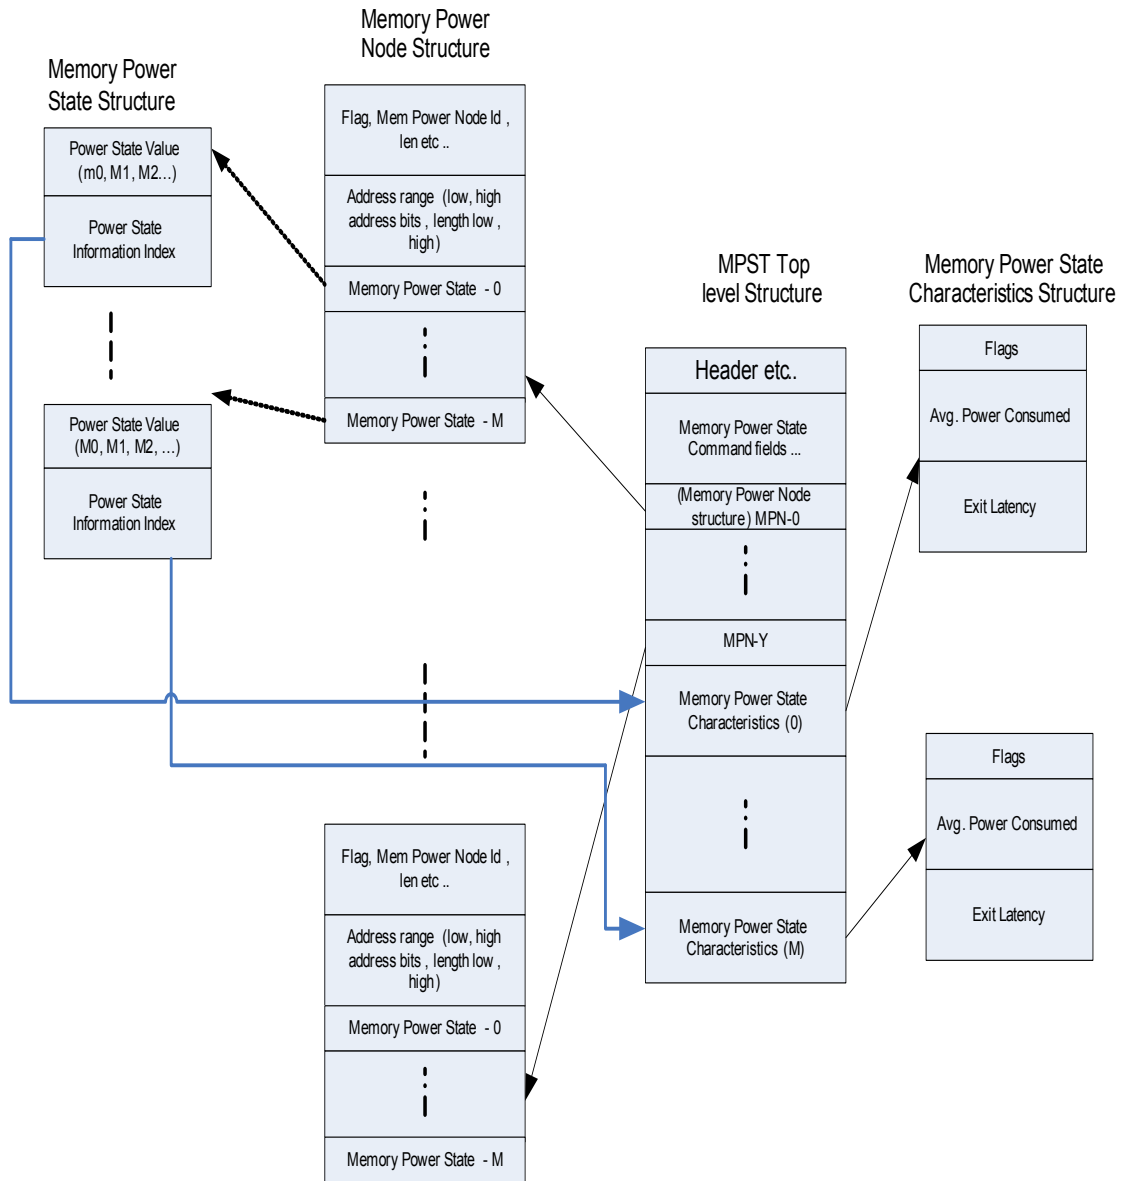 Memory Power
State Structure
Power State Value
(m0, M1, M2...)
Power State
Information Index
Power State Value
(M0, M1, M2, ...)
Power State
Information Index
Memory Power
Node Structure
Flag, Mem Power Node Id ,
len etc ..
Address range (low, high
address bits , length low ,
high)
Memory Power State - 0
Memory Power State - M
Flag, Mem Power Node Id ,
len etc ..
Address range (low, high
address bits , length low ,
high)
Memory Power State - 0
Memory Power State - M
MPST Top
level Structure
Header etc..
Memory Power State
Command fields ...
(Memory Power Node
structure) MPN-0
MPN-Y
Memory Power State
Characteristics (0)
Memory Power State
Characteristics (M)
Memory Power State
Characteristics Structure
Flags
Avg. Power Consumed
Exit Latency
Flags
Avg. Power Consumed
Exit Latency